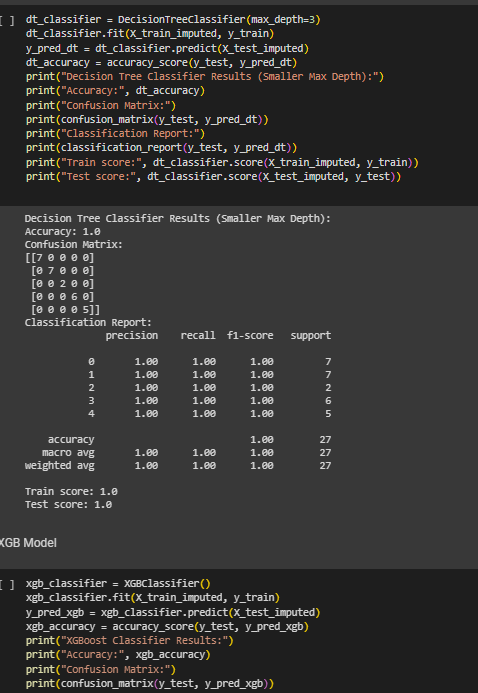 [ ] dt_classifier = DecisionTreeClassifier(max_depth=3)
dt_classifier.fit(X_train_imputed, y_train)
y_pred_dt = dt_classifier.predict(X_test_imputed)
dt_accuracy = accuracy_score(y_test, y_pred_dt)
print("Decision Tree Classifier Results (Smaller Max Depth):")
print("Accuracy:", dt_accuracy)
print("Confusion Matrix:")
print(confusion_matrix(y_test, y_pred_dt))
print("Classification Report:")
print(classification_report(y_test, y_pred_dt))
print("Train score:", dt_classifier.score(X_train_imputed, y_train))
print("Test score:", dt_classifier.score(X_test_imputed, y_test))
Decision Tree Classifier Results (Smaller Max Depth):
Accuracy: 1.0
Confusion Matrix:
[[7 0 0 0 0]
[0 7 0 0 0]
[0 0 2 0 0]
[0 0 0 6 0]
[0 0 0 0 5]]
Classification Report:
precision recall f1-score support
0 1.00 1.00 1.00 7
1 1.00 1.00 1.00 7
2 1.00 1.00 1.00 2
3 1.00 1.00 1.00 6
4 1.00 1.00 1.00 5
accuracy 1.00 27
macro avg 1.00 1.00 1.00 27
weighted avg 1.00 1.00 1.00 27
Train score: 1.0
Test score: 1.0
XGB Model
[ ] xgb_classifier = XGBClassifier()
xgb_classifier.fit(X_train_imputed, y_train)
y_pred_xgb = xgb_classifier.predict(X_test_imputed)
xgb_accuracy = accuracy_score(y_test, y_pred_xgb)
print("XGBoost Classifier Results:")
print("Accuracy:", xgb_accuracy)
print("Confusion Matrix:")
print(confusion_matrix(y_test, y_pred_xgb))